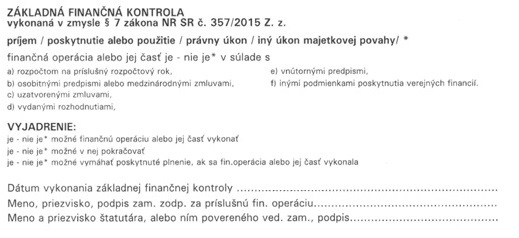 ZÁKLADNÁ FINANČNÁ KONTROLA
vykonaná v zmysle § 7 zákona NR SR č. 357/2015 Z. z.
príjem / poskytnutie alebo použitie / právny úkon / iný úkon majetkovej povahy/ *
finančná operácia alebo jej časť je - nie je* v súlade s
a) rozpočtom na príslušný rozpočtový rok,
b) osobitnými predpismi alebo medzinárodnými zmluvami,
c) uzatvorenými zmluvami,
d) vydanými rozhodnutiami,
e) vnútornými predpismi,
f) inými podmienkami poskytnutia verejných financií.
VYJADRENIE:
je - nie je* možné finančnú operáciu alebo jej časť vykonať
je - nie je* možné v nej pokračovať
je - nie je* možné vymáhať poskytnuté plnenie, ak sa fin.operácia alebo jej časť vykonala
Dátum vykonania základnej finančnej kontroly ..............................................................
Meno, priezvisko, podpis zam. zodp. za príslušnú fin. operáciu......................................
Meno a priezvisko štatutára, alebo ním povereného ved. zam., podpis............................